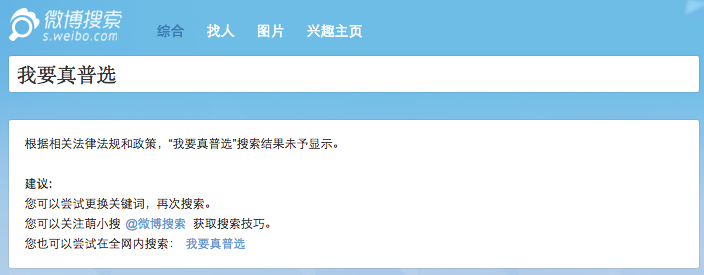 微博搜索
s.weibo.com
综合 找人 图片 兴趣主页
我要真普选
根据相关法律法规和政策，"我要真普选"搜索结果未予显示。
建议：
您可以尝试更换关键词，再次搜索。
您可以关注萌小搜 @微博搜索 获取搜索技巧。
您也可以尝试在全网内搜索： 我要真普选